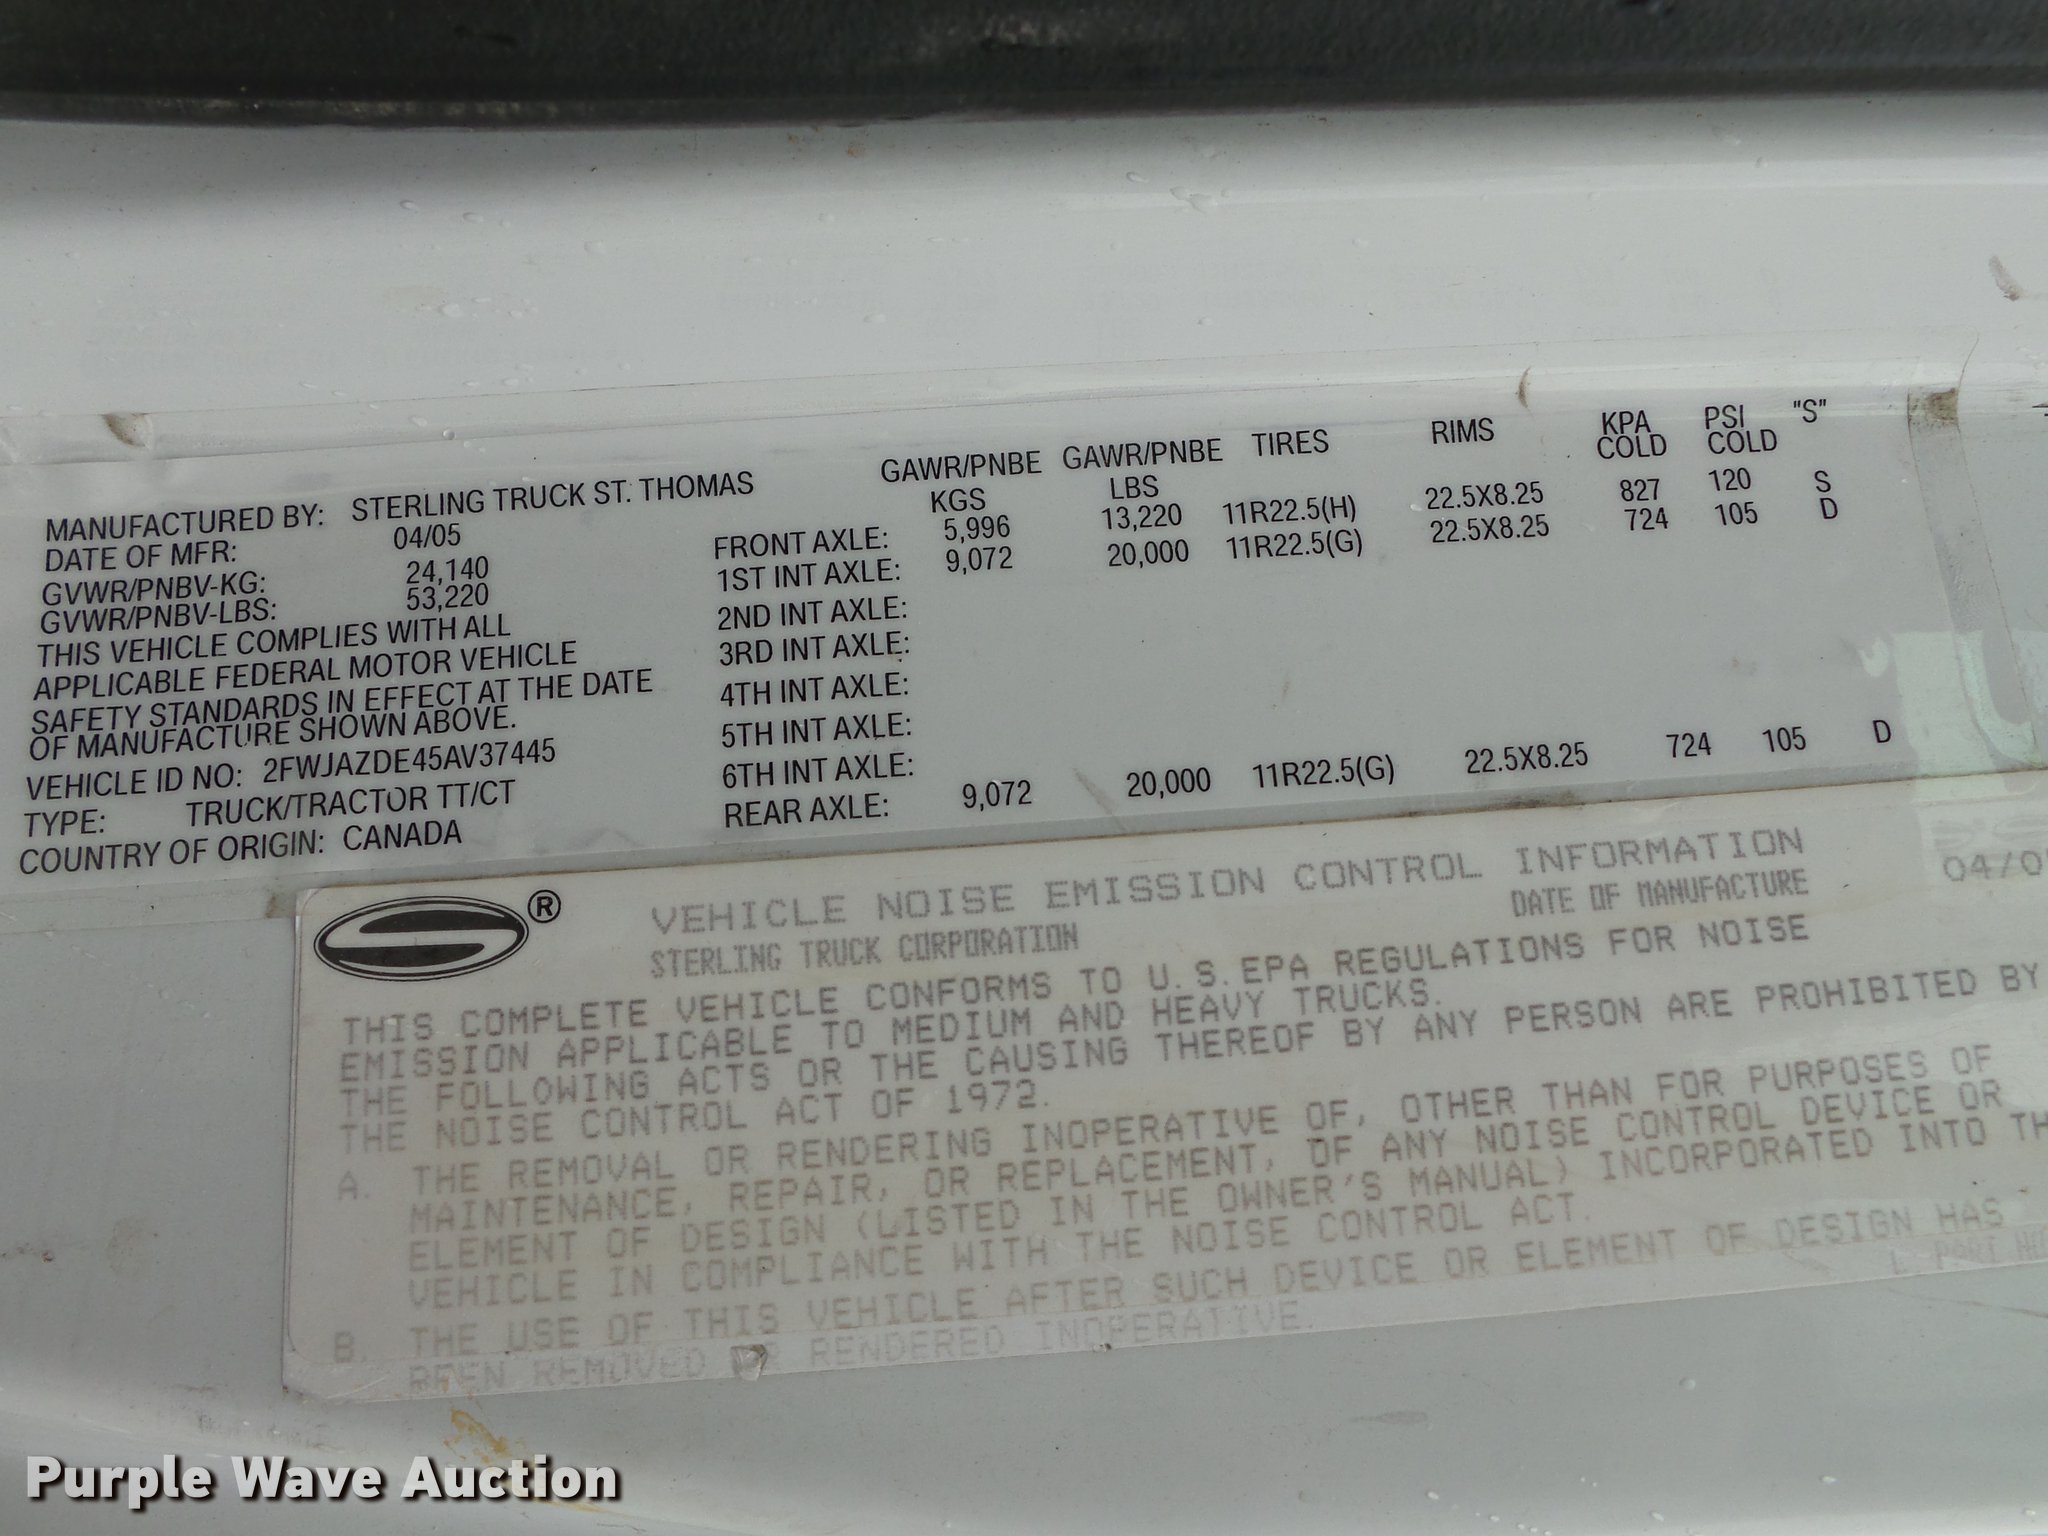 MANUFACTURED BY: STERLING TRUCK ST. THOMAS
DATE OF MFR: 04/05
GVWR/PNBV-KG: 24,140
GVWR/PNBV-LBS: 53,220
THIS VEHICLE COMPLIES WITH ALL
APPLICABLE FEDERAL MOTOR VEHICLE
SAFETY STANDARDS IN EFFECT AT THE DATE
OF MANUFACTURE SHOWN ABOVE.
VEHICLE ID NO: 2FWJAZDE45AV37445
TYPE: TRUCK/TRACTOR TT/CT
COUNTRY OF ORIGIN: CANADA
GAWR/PNBE KGS GAWR/PNBE LBS TIRES RIMS KPA COLD PSI COLD "S"
FRONT AXLE: 5,996 13,220 11R22.5(H) 22.5X8.25 827 120 S
1ST INT AXLE: 9,072 20,000 11R22.5(G) 22.5X8.25 724 105 D
2ND INT AXLE:
3RD INT AXLE:
4TH INT AXLE:
5TH INT AXLE:
6TH INT AXLE:
REAR AXLE: 9,072 20,000 11R22.5(G) 22.5X8.25 724 105 D
®
VEHICLE NOISE EMISSION CONTROL INFORMATION
STERLING TRUCK CORPORATION DATE OF MANUFACTURE 04/0
THIS COMPLETE VEHICLE CONFORMS TO U.S.EPA REGULATIONS FOR NOISE
EMISSION APPLICABLE TO MEDIUM AND HEAVY TRUCKS.
THE FOLLOWING ACTS OR THE CAUSING THEREOF BY ANY PERSON ARE PROHIBITED BY
THE NOISE CONTROL ACT OF 1972.
A. THE REMOVAL OR RENDERING INOPERATIVE OF, OTHER THAN FOR PURPOSES OF
MAINTENANCE, REPAIR, OR REPLACEMENT, OF ANY NOISE CONTROL DEVICE OR
ELEMENT OF DESIGN (LISTED IN THE OWNER'S MANUAL) INCORPORATED INTO TH
VEHICLE IN COMPLIANCE WITH THE NOISE CONTROL ACT.
B. THE USE OF THIS VEHICLE AFTER SUCH DEVICE OR ELEMENT OF DESIGN HAS
BEEN REMOVED OR RENDERED INOPERATIVE.
PART
Purple Wave Auction